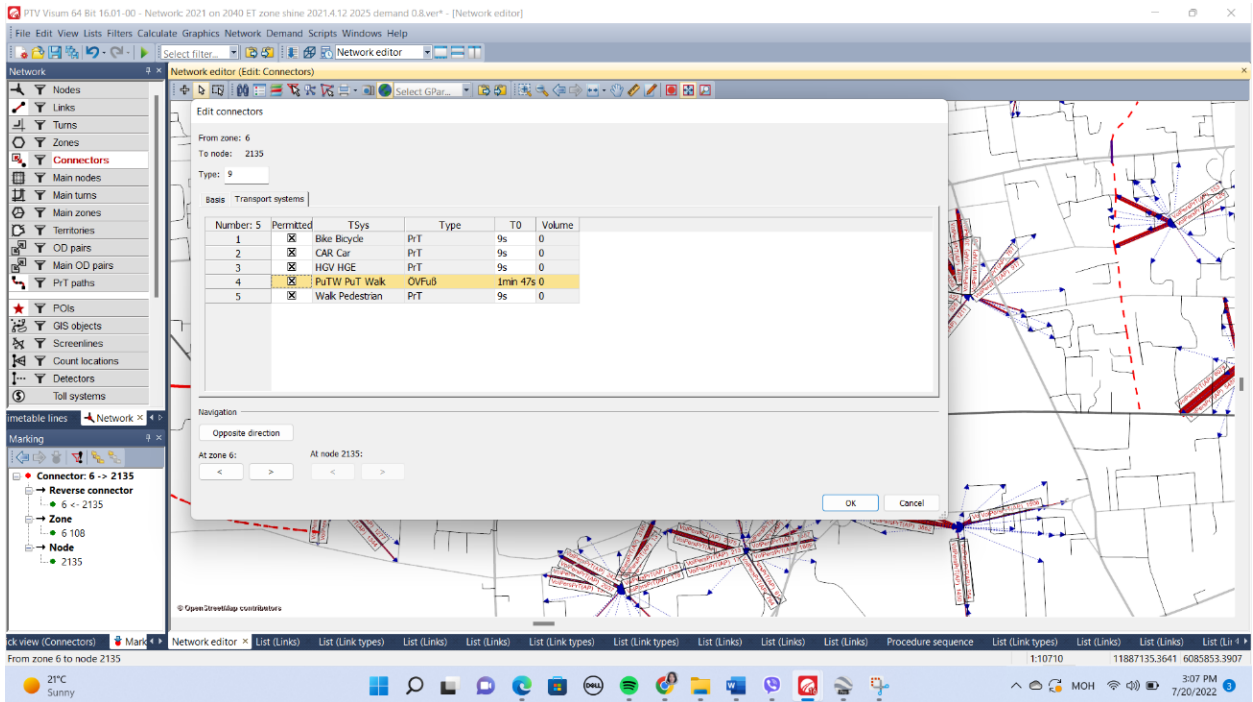 PTV Visum 64 Bit 16.01-00 - Network: 2021 on 2040 ET zone shine 2021.4.12 2025 demand 0.8.ver* - [Network editor]
File Edit View Lists Filters Calculate Graphics Network Demand Scripts Windows Help
Select filter... Network editor
Network
Network editor (Edit: Connectors)
Select GPar...
Nodes
Links
Turns
Zones
Connectors
Main nodes
Main turns
Main zones
Territories
OD pairs
Main OD pairs
PrT paths
POIs
GIS objects
Screenlines
Count locations
Detectors
Toll systems
imetable lines Network
Marking
Connector: 6 -> 2135
Reverse connector
6 <- 2135
Zone
6 108
Node
2135
Edit connectors
From zone: 6
To node: 2135
Type: 9
Basis Transport systems
Number: 5 Permitted TSys Type T0 Volume
1 Bike Bicycle PrT 9s 0
2 CAR Car PrT 9s 0
3 HGV HGE PrT 9s 0
4 PuTW PuT Walk OVFuß 1min 47s 0
5 Walk Pedestrian PrT 9s 0
Navigation
Opposite direction
At zone 6: At node 2135:
< > < >
OK Cancel
© OpenStreetMap contributors
ck view (Connectors) Mark Network editor × List (Links) List (Link types) List (Links) List (Links) List (Link types) List (Link types) List (Links) List (Links) List (Links) Procedure sequence List (Link types) List (Links) List (Links) List (Lin
From zone 6 to node 2135 1:10710 11887135.3641 6085853.3907
21°C
Sunny
DELL
МОН
3:07 PM
7/20/2022
3